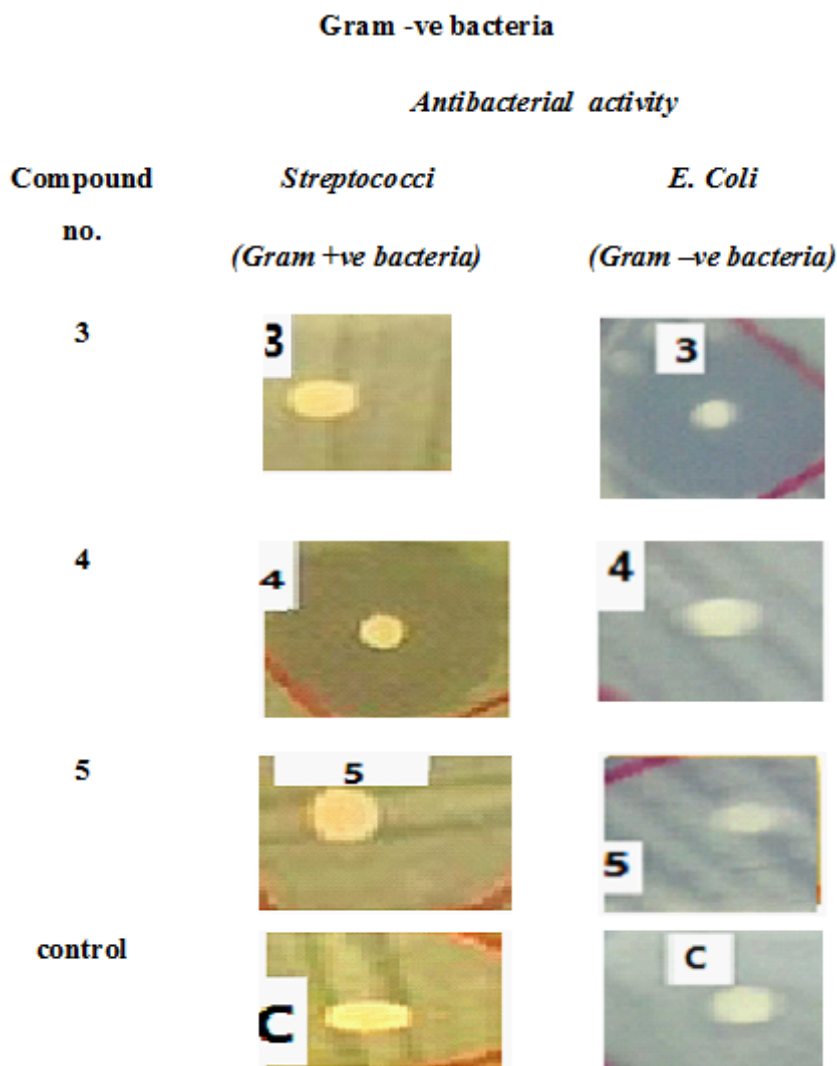 Gram -ve bacteria
Antibacterial activity
Compound no.
Streptococci
(Gram +ve bacteria)
E. Coli
(Gram –ve bacteria)
3
3
3
4
4
4
5
5
5
control
C
C